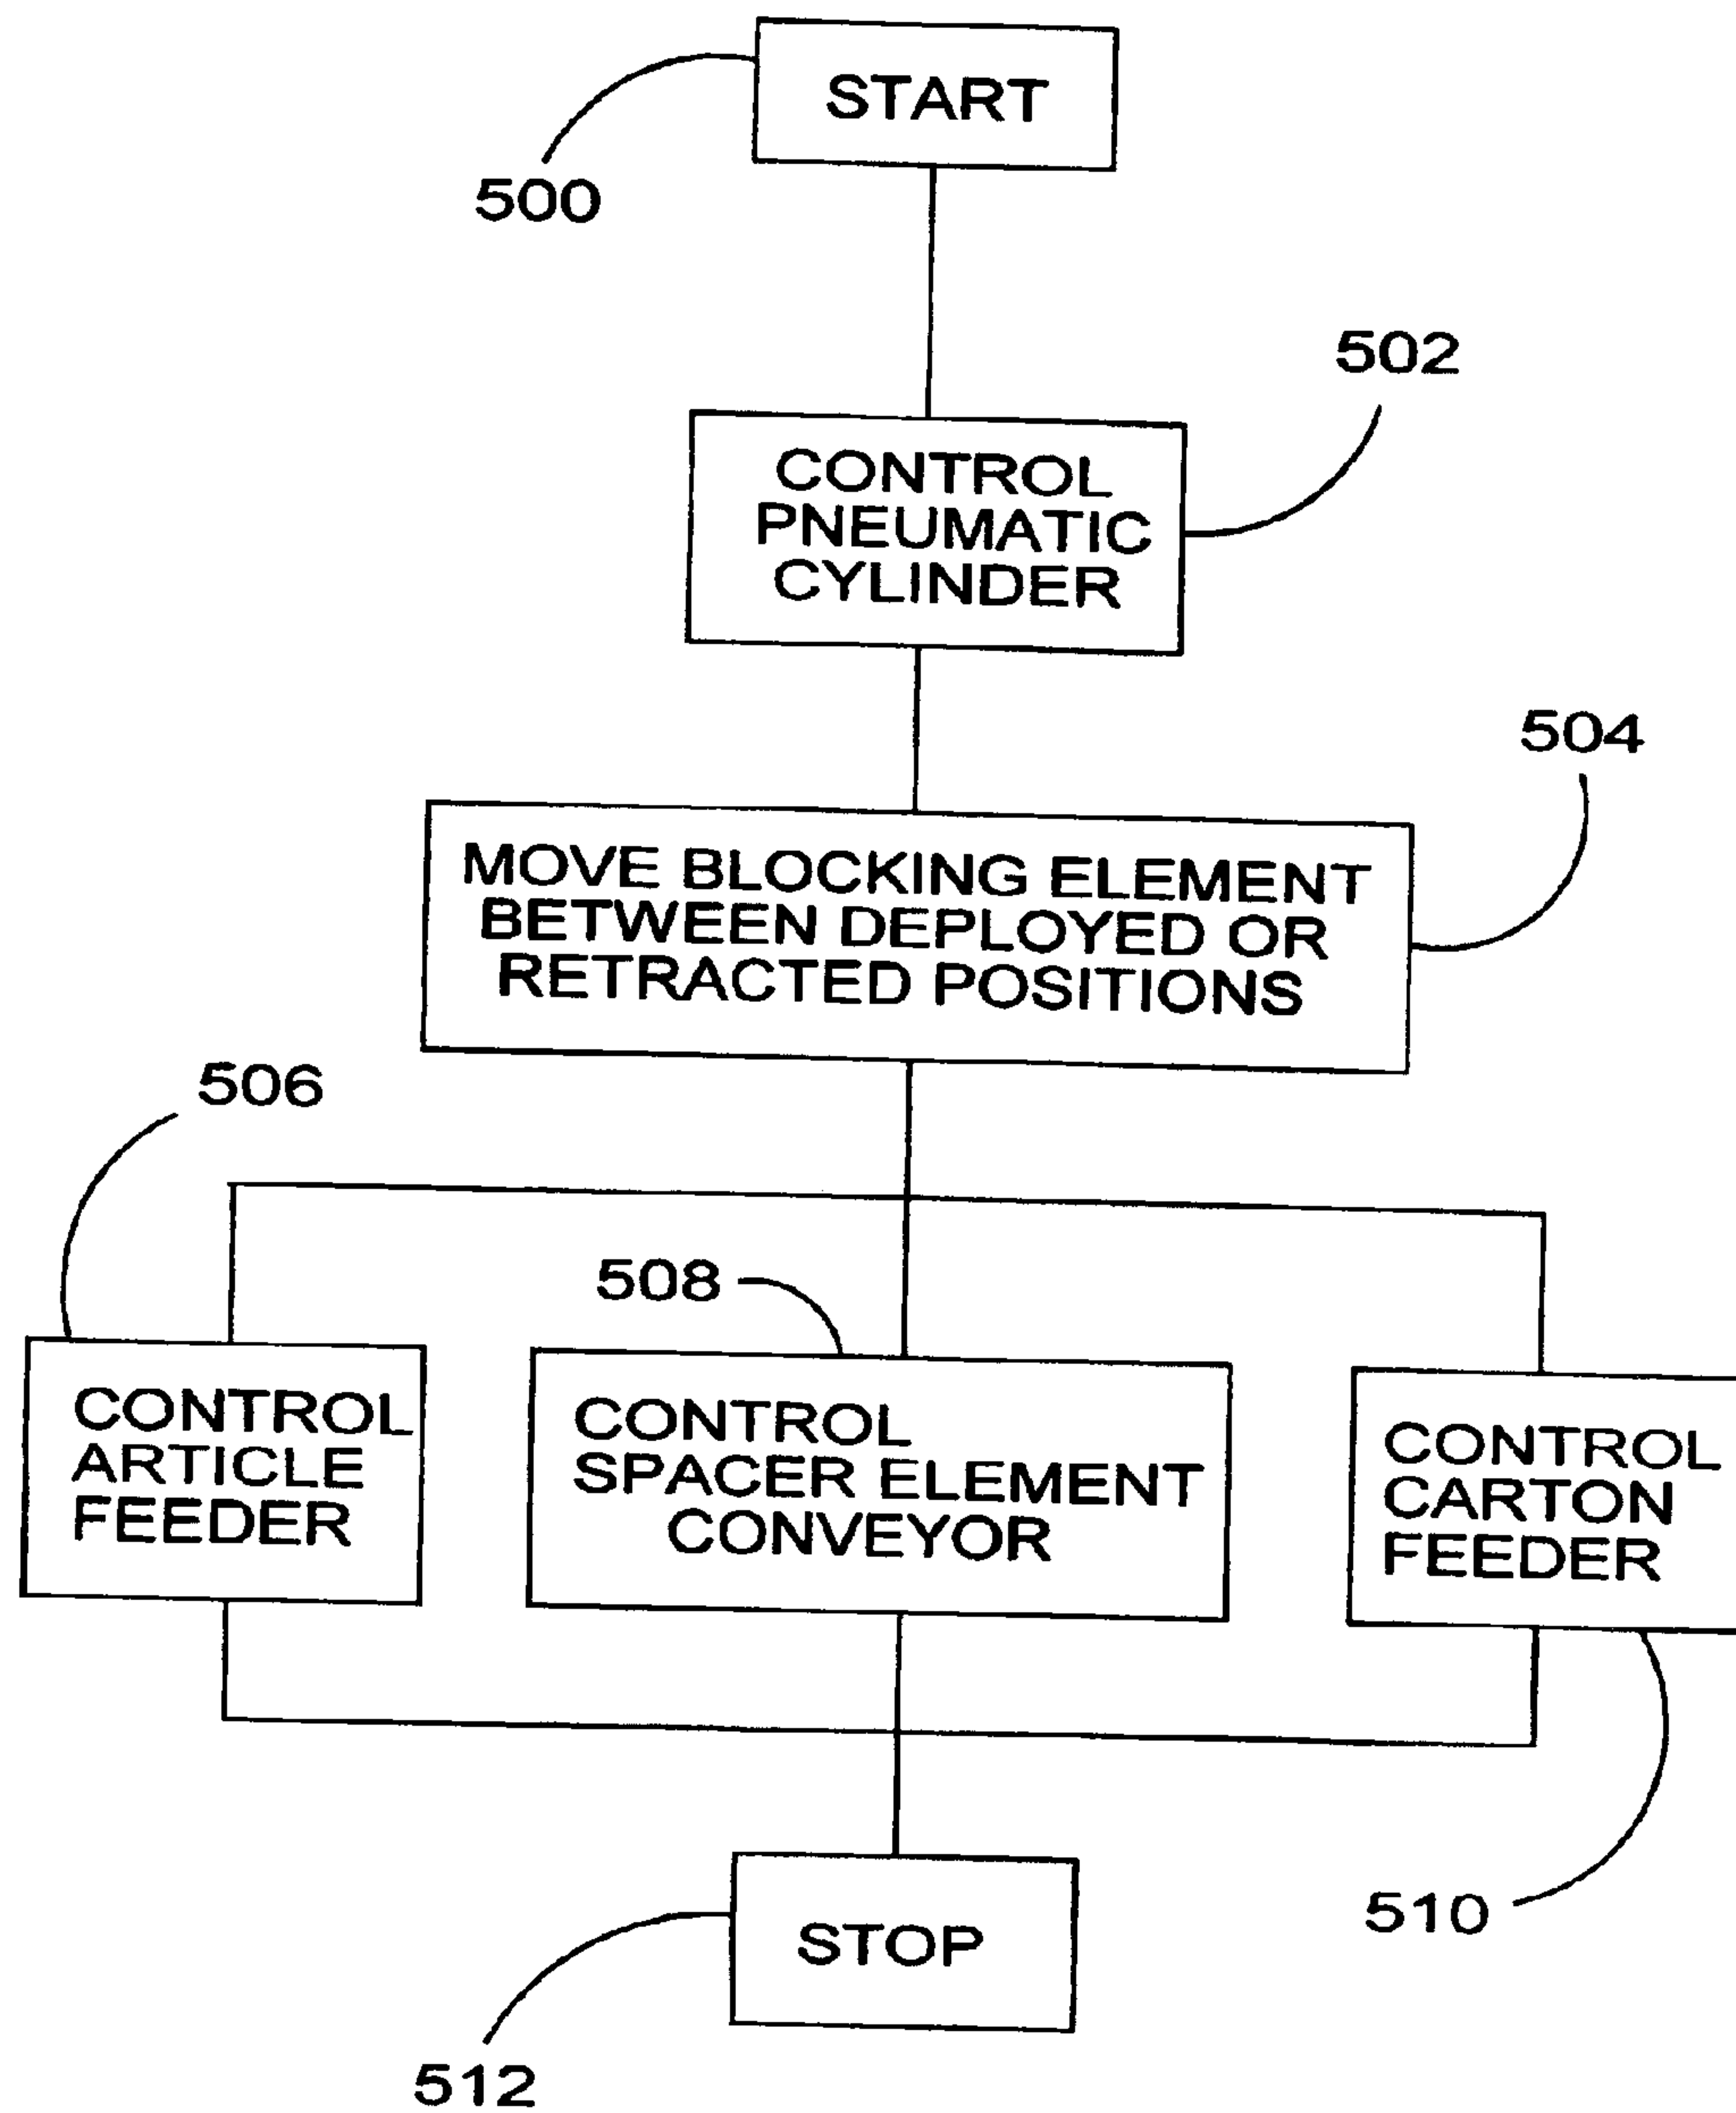 START
500
502
CONTROL
PNEUMATIC
CYLINDER
504
MOVE BLOCKING ELEMENT
BETWEEN DEPLOYED OR
RETRACTED POSITIONS
506
508
CONTROL
ARTICLE
FEEDER
CONTROL
SPACER ELEMENT
CONVEYOR
CONTROL
CARTON
FEEDER
510
STOP
512